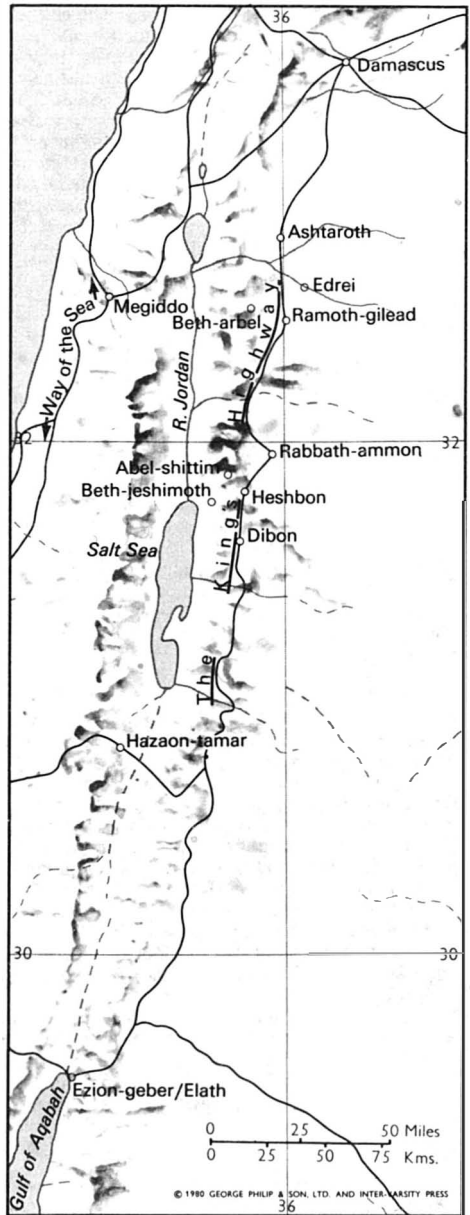 36
Damascus
Ashtaroth
Edrei
Megiddo
Beth-arbel
Ramoth-gilead
Way of the Sea
R. Jordan
32
Rabbath-ammon
Abel-shittim
Beth-jeshimoth
Heshbon
Salt Sea
Dibon
The Kings Highway
Hazaon-tamar
30
30
Ezion-geber/Elath
Gulf of Aqabah
0 25 50 Miles
0 25 50 75 Kms.
© 1980 GEORGE PHILIP & SON, LTD. AND INTER-VARSITY PRESS
36